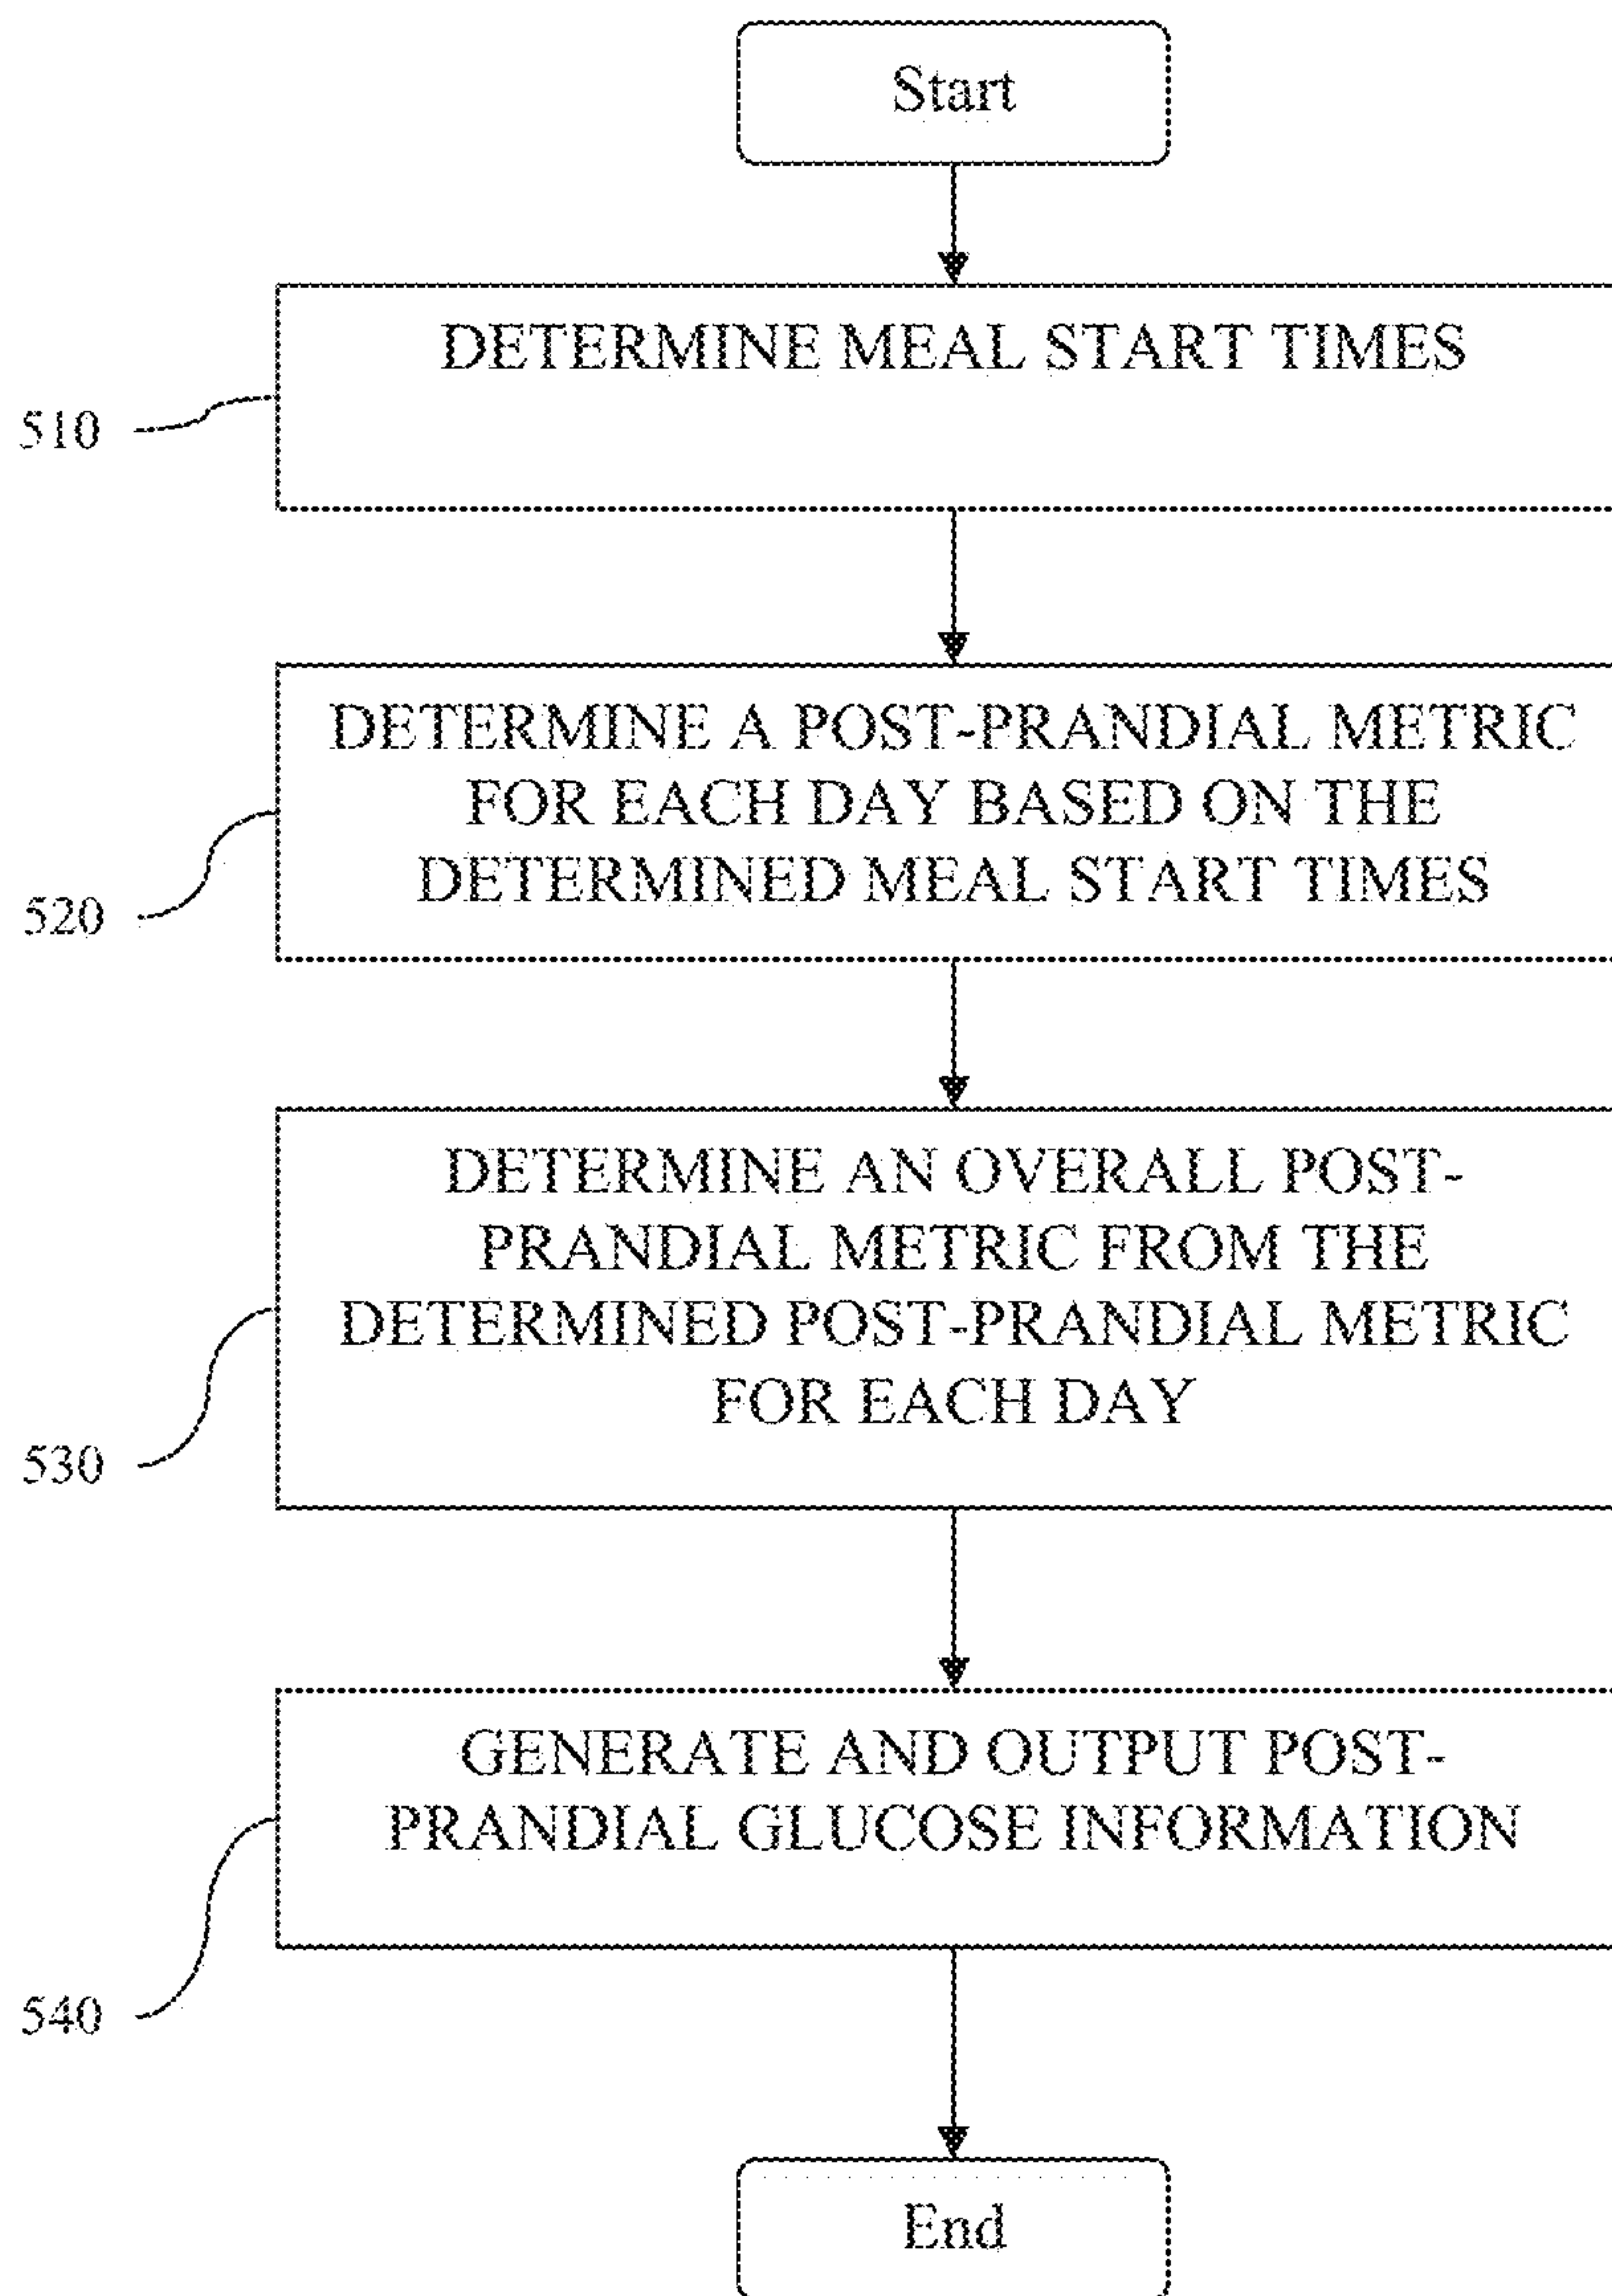 Start
DETERMINE MEAL START TIMES
510
DETERMINE A POST-PRANDIAL METRIC
FOR EACH DAY BASED ON THE
DETERMINED MEAL START TIMES
520
DETERMINE AN OVERALL POST-
PRANDIAL METRIC FROM THE
DETERMINED POST-PRANDIAL METRIC
FOR EACH DAY
530
GENERATE AND OUTPUT POST-
PRANDIAL GLUCOSE INFORMATION
540
End